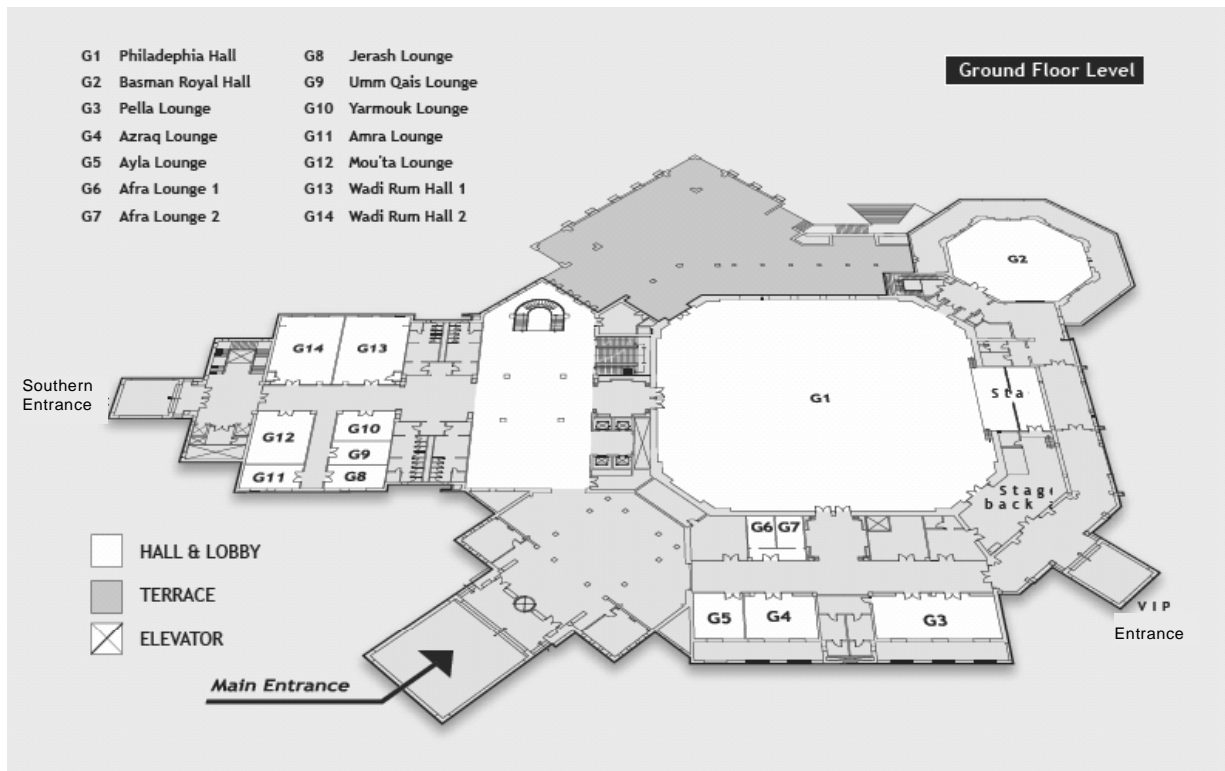 G1 Philadephia Hall
G2 Basman Royal Hall
G3 Pella Lounge
G4 Azraq Lounge
G5 Ayla Lounge
G6 Afra Lounge 1
G7 Afra Lounge 2
G8 Jerash Lounge
G9 Umm Qais Lounge
G10 Yarmouk Lounge
G11 Amra Lounge
G12 Mou'ta Lounge
G13 Wadi Rum Hall 1
G14 Wadi Rum Hall 2
Ground Floor Level
G2
G14 G13
Southern
Entrance
G1
Sta
G12 G10
G9
G11 G8
Stag
back
G6 G7
G5 G4 G3
HALL & LOBBY
TERRACE
ELEVATOR
VIP
Entrance
Main Entrance